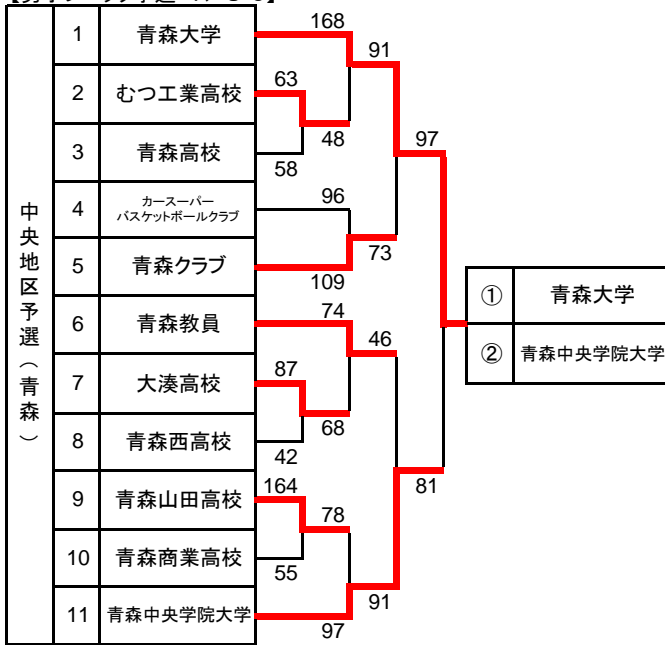 中央地区予選（青森）
1 青森大学
2 むつ工業高校
3 青森高校
4 カースーパー
バスケットボールクラブ
5 青森クラブ
6 青森教員
7 大湊高校
8 青森西高校
9 青森山田高校
10 青森商業高校
11 青森中央学院大学
168
91
63
48
58
97
96
73
109
74
46
87
68
42
81
164
78
55
91
97
① 青森大学
② 青森中央学院大学